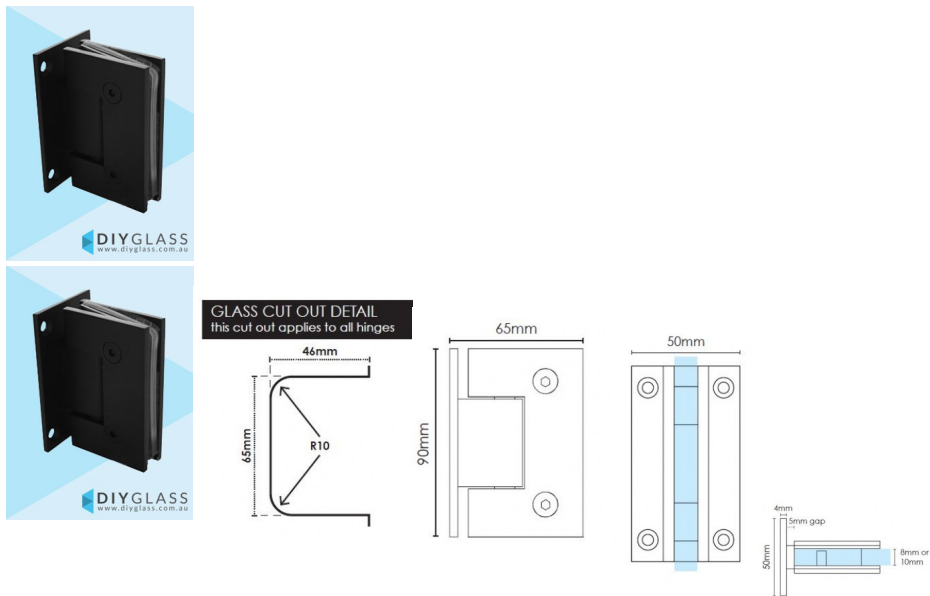 DIYGLASS
www.diyglass.com.au
DIYGLASS
www.diyglass.com.au
GLASS CUT OUT DETAIL
this cut out applies to all hinges
46mm
65mm
R10
65mm
90mm
50mm
4mm
5mm gap
50mm
8mm or
10mm